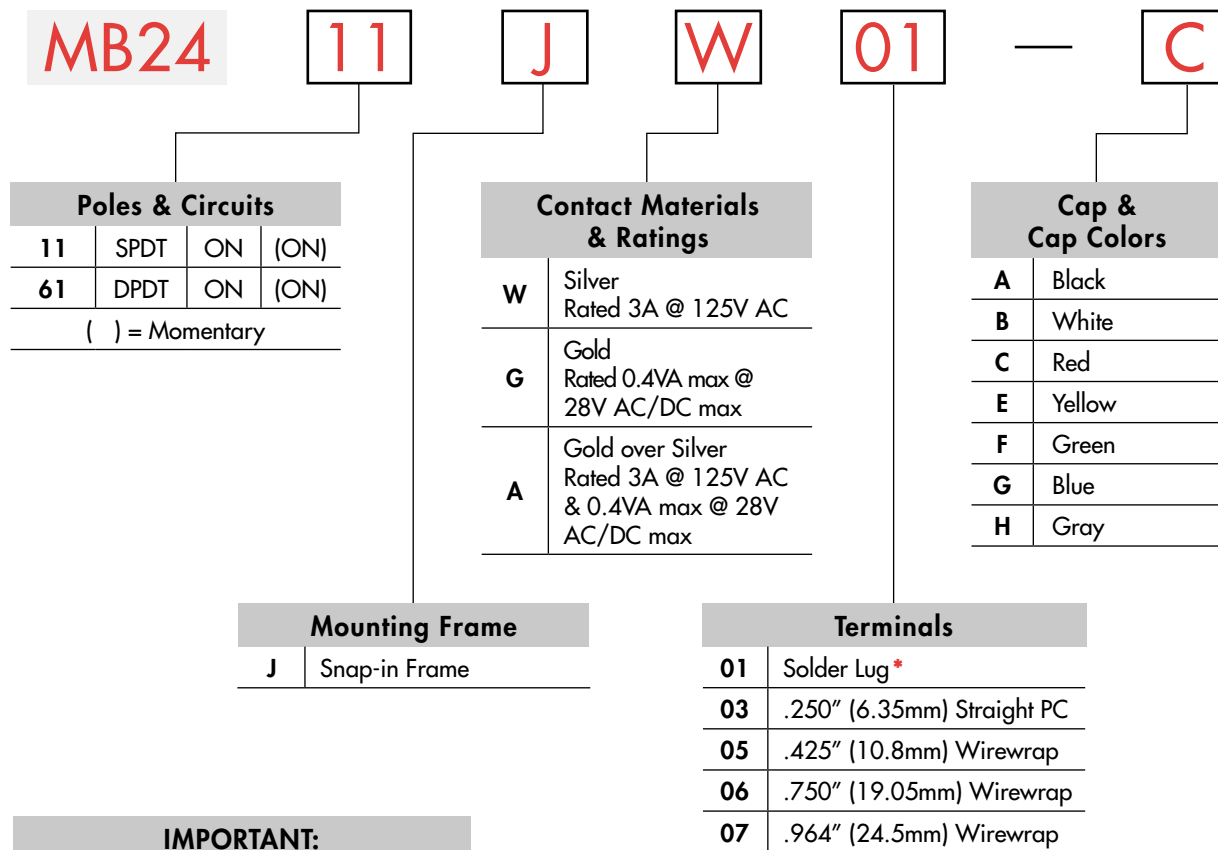 MB24 11 J W 01 — C
Poles & Circuits
11 SPDT ON (ON)
61 DPDT ON (ON)
( ) = Momentary
Contact Materials
& Ratings
W Silver
Rated 3A @ 125V AC
G Gold
Rated 0.4VA max @
28V AC/DC max
A Gold over Silver
Rated 3A @ 125V AC
& 0.4VA max @ 28V
AC/DC max
Cap &
Cap Colors
A Black
B White
C Red
E Yellow
F Green
G Blue
H Gray
Mounting Frame
J Snap-in Frame
Terminals
01 Solder Lug*
03 .250” (6.35mm) Straight PC
05 .425” (10.8mm) Wirewrap
06 .750” (19.05mm) Wirewrap
07 .964” (24.5mm) Wirewrap
IMPORTANT: